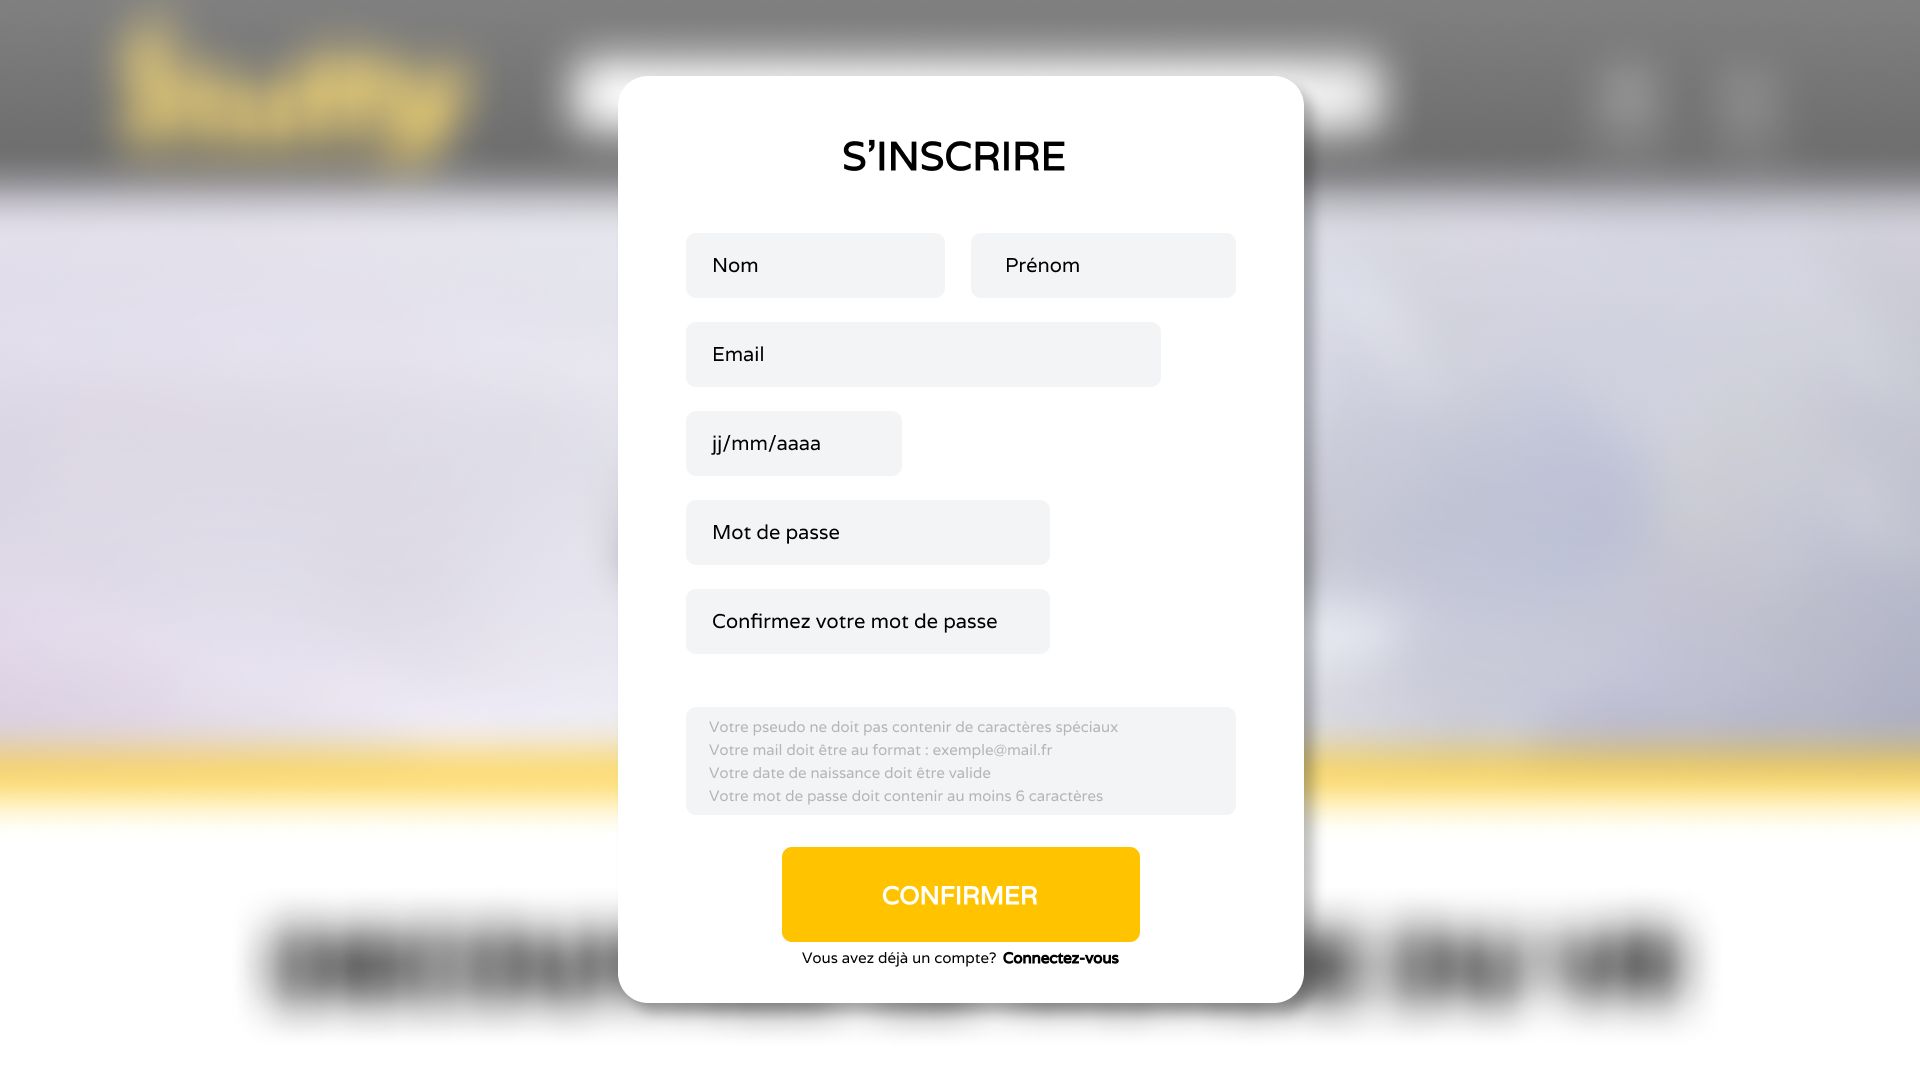 S’INSCRIRE
Nom
Prénom
Email
jj/mm/aaaa
Mot de passe
Confirmez votre mot de passe
Votre pseudo ne doit pas contenir de caractères spéciaux
Votre mail doit être au format : exemple@mail.fr
Votre date de naissance doit être valide
Votre mot de passe doit contenir au moins 6 caractères
CONFIRMER
Vous avez déjà un compte? Connectez-vous